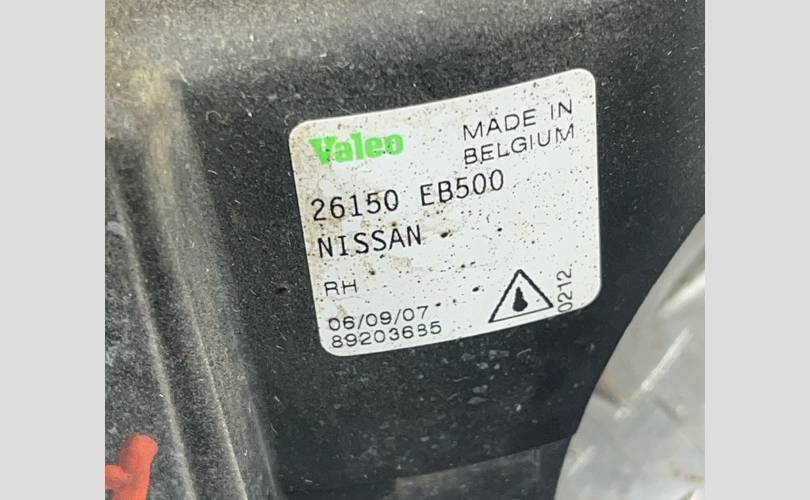 Valeo
MADE IN
BELGIUM
26150 EB500
NISSAN
RH
06/09/07
89203685
0212